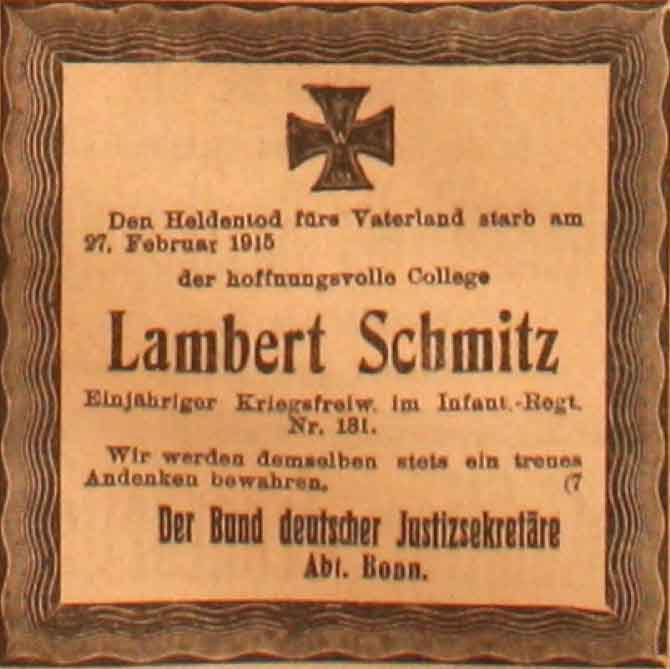 Den Heldentod fürs Vaterland starb am
27. Februar 1915
der hoffnungsvolle College
Lambert Schmitz
Einjähriger Kriegsfreiw. im Infant.-Regt.
Nr. 131.
Wir werden demselben stets ein treues
Andenken bewahren. (7
Der Bund deutscher Justizsekretäre
Abt. Bonn.